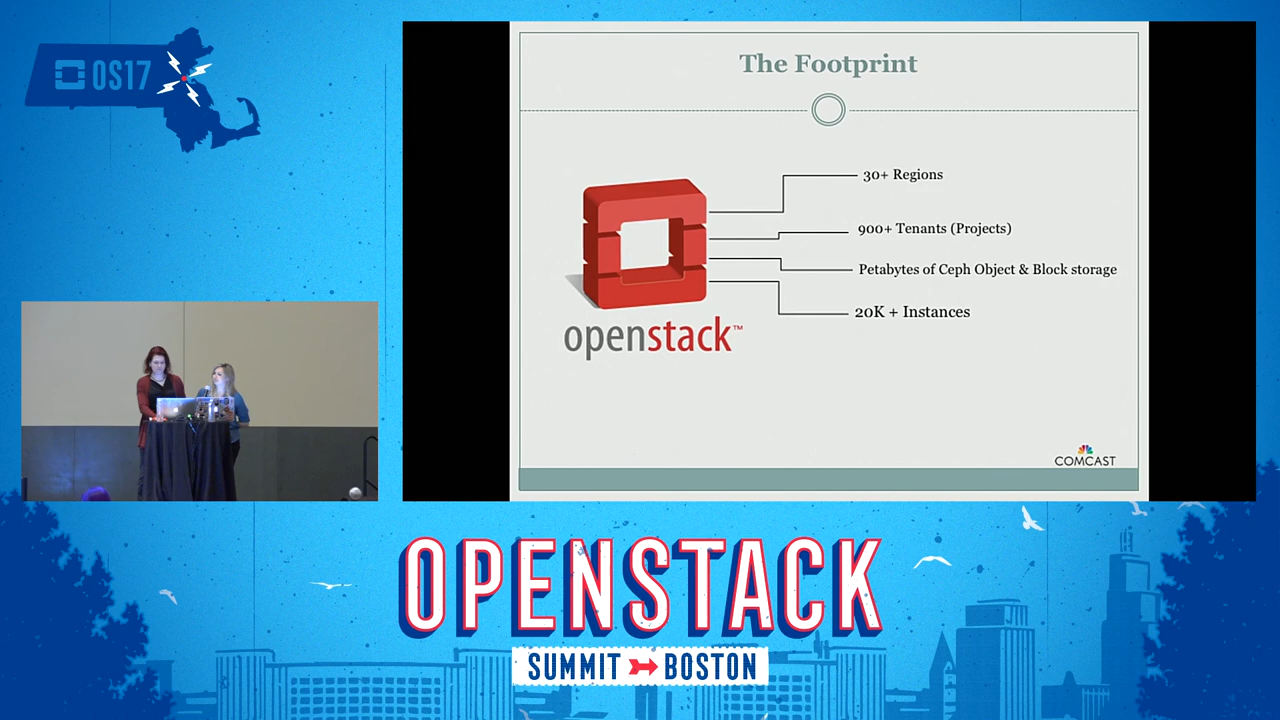 OS17
The Footprint
30+ Regions
900+ Tenants (Projects)
Petabytes of Ceph Object & Block storage
20K + Instances
openstack™
COMCAST
OPENSTACK
SUMMIT BOSTON